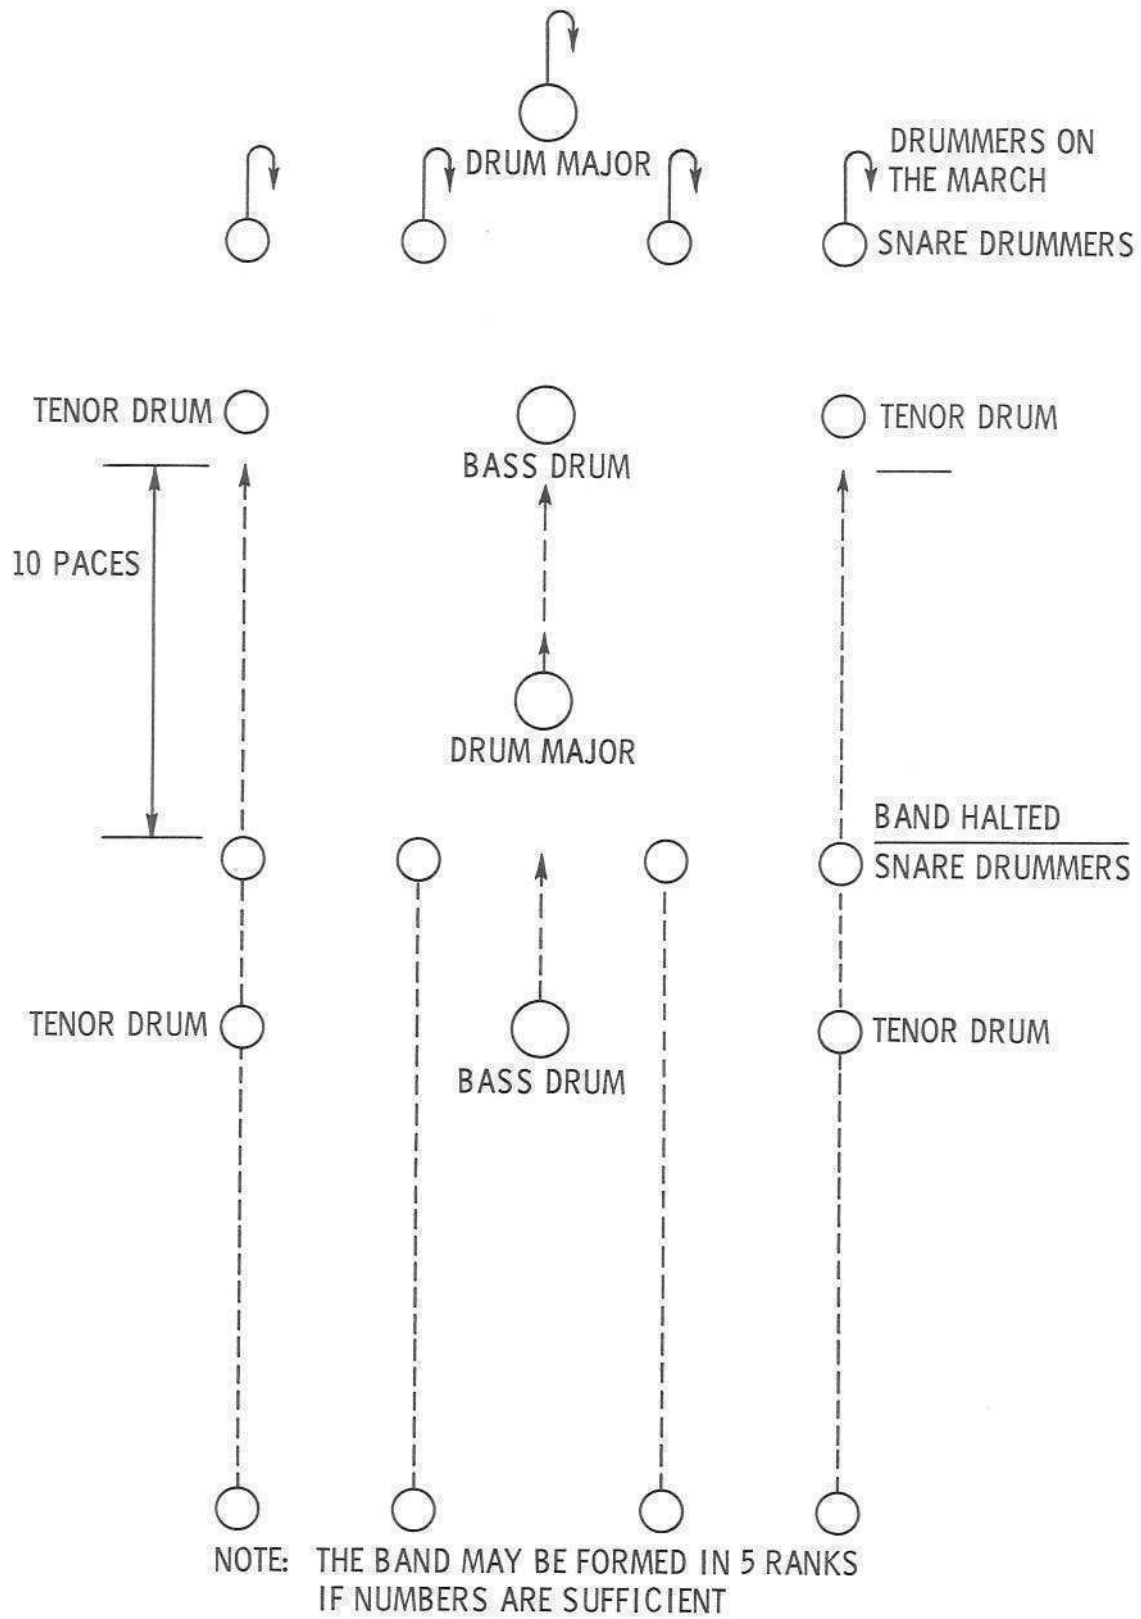 DRUM MAJOR
DRUMMERS ON
THE MARCH
SNARE DRUMMERS
TENOR DRUM
TENOR DRUM
BASS DRUM
10 PACES
DRUM MAJOR
BAND HALTED
SNARE DRUMMERS
TENOR DRUM
TENOR DRUM
BASS DRUM
NOTE: THE BAND MAY BE FORMED IN 5 RANKS
IF NUMBERS ARE SUFFICIENT